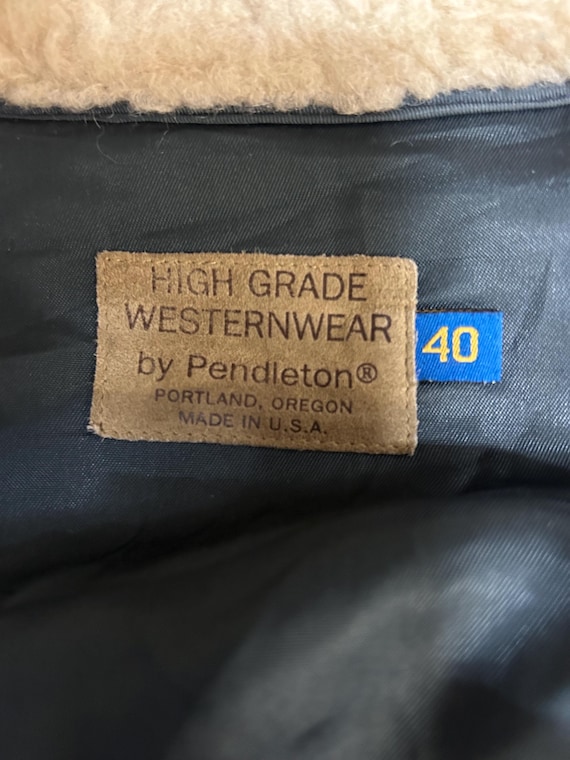 HIGH GRADE
WESTERNWEAR
by Pendleton®
PORTLAND, OREGON
MADE IN U.S.A.
40